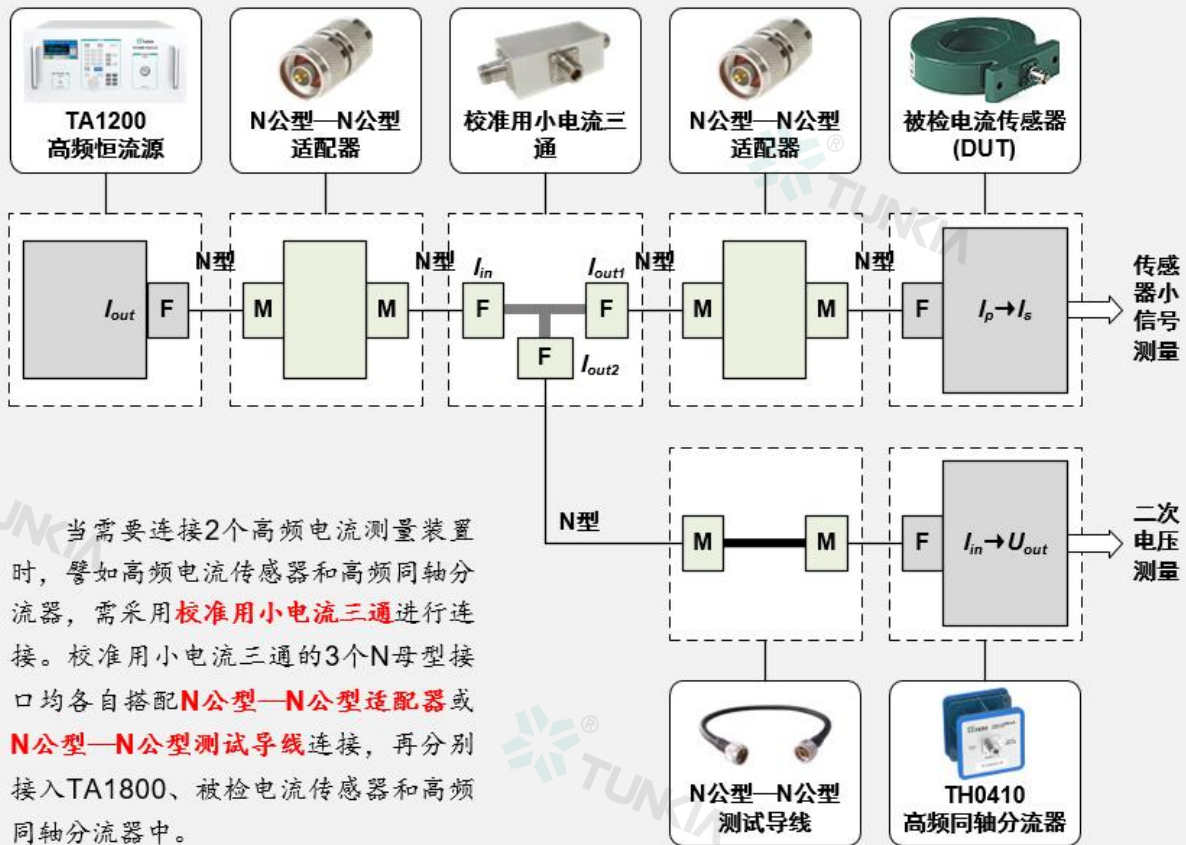 TA1200
高频恒流源
N公型—N公型
适配器
校准用小电流三
通
N公型—N公型
适配器
被检电流传感器
(DUT)
N型
N型
N型
N型
Iout
F
M
M
Iin
F
Iout1
F
F
Iout2
M
M
F
Ip→Is
传感
器小
信号
测量
N型
M
M
F
Iin→Uout
二次
电压
测量
当需要连接2个高频电流测量装置
时，譬如高频电流传感器和高频同轴分
流器，需采用校准用小电流三通进行连
接。校准用小电流三通的3个N母型接
口均各自搭配N公型—N公型适配器或
N公型—N公型测试导线连接，再分别
接入TA1800、被检电流传感器和高频
同轴分流器中。
N公型—N公型
测试导线
TH0410
高频同轴分流器
TUNKIA
TUNKIA